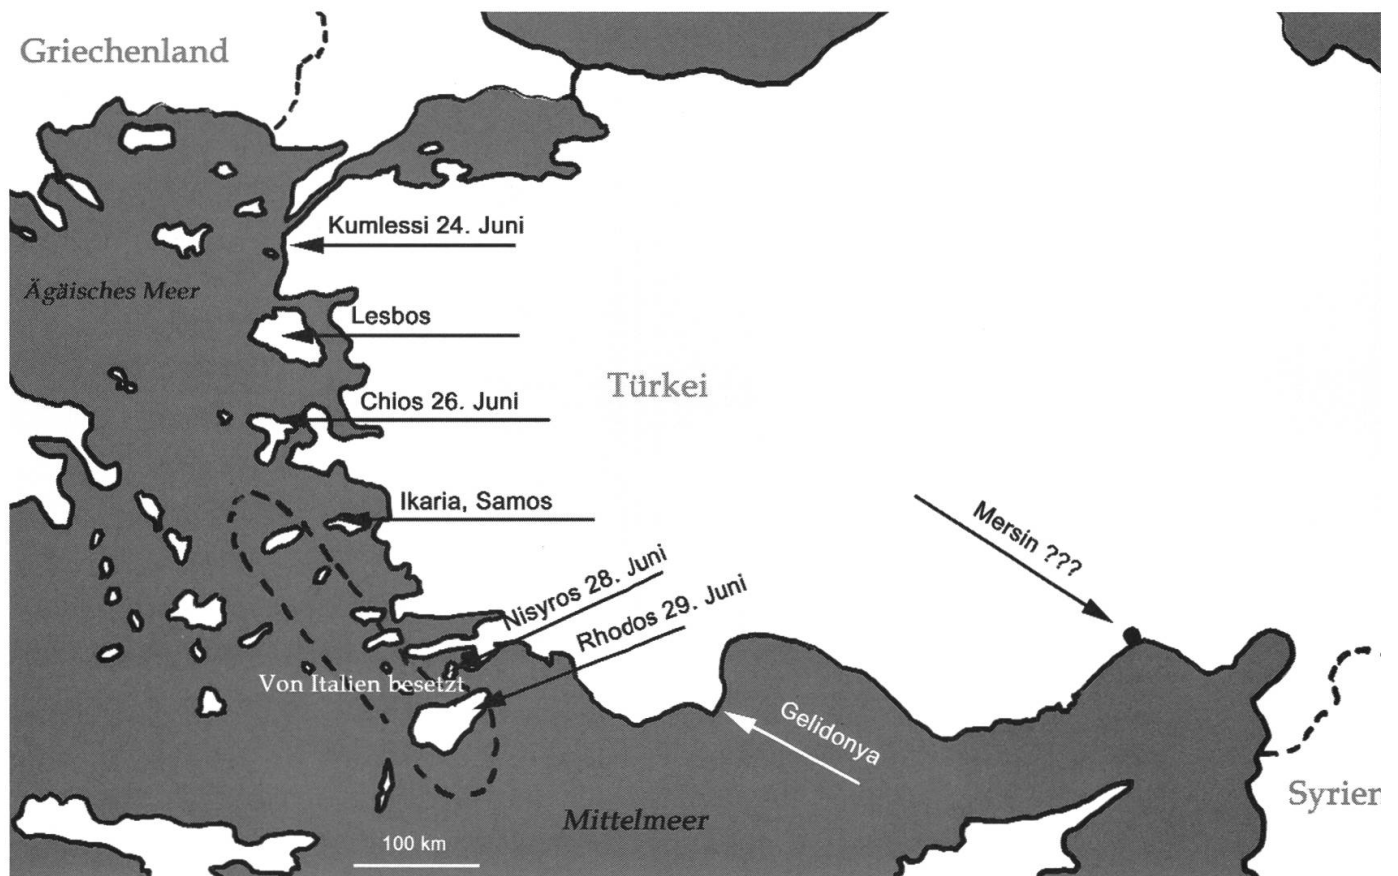 Griechenland
Kumlessi 24. Juni
Ägäisches Meer
Lesbos
Türkei
Chios 26. Juni
Ikaria, Samos
Mersin ???
Nisyros 28. Juni
Rhodos 29. Juni
Von Italien besetzt
Gelidonya
Syrien
Mittelmeer
100 km